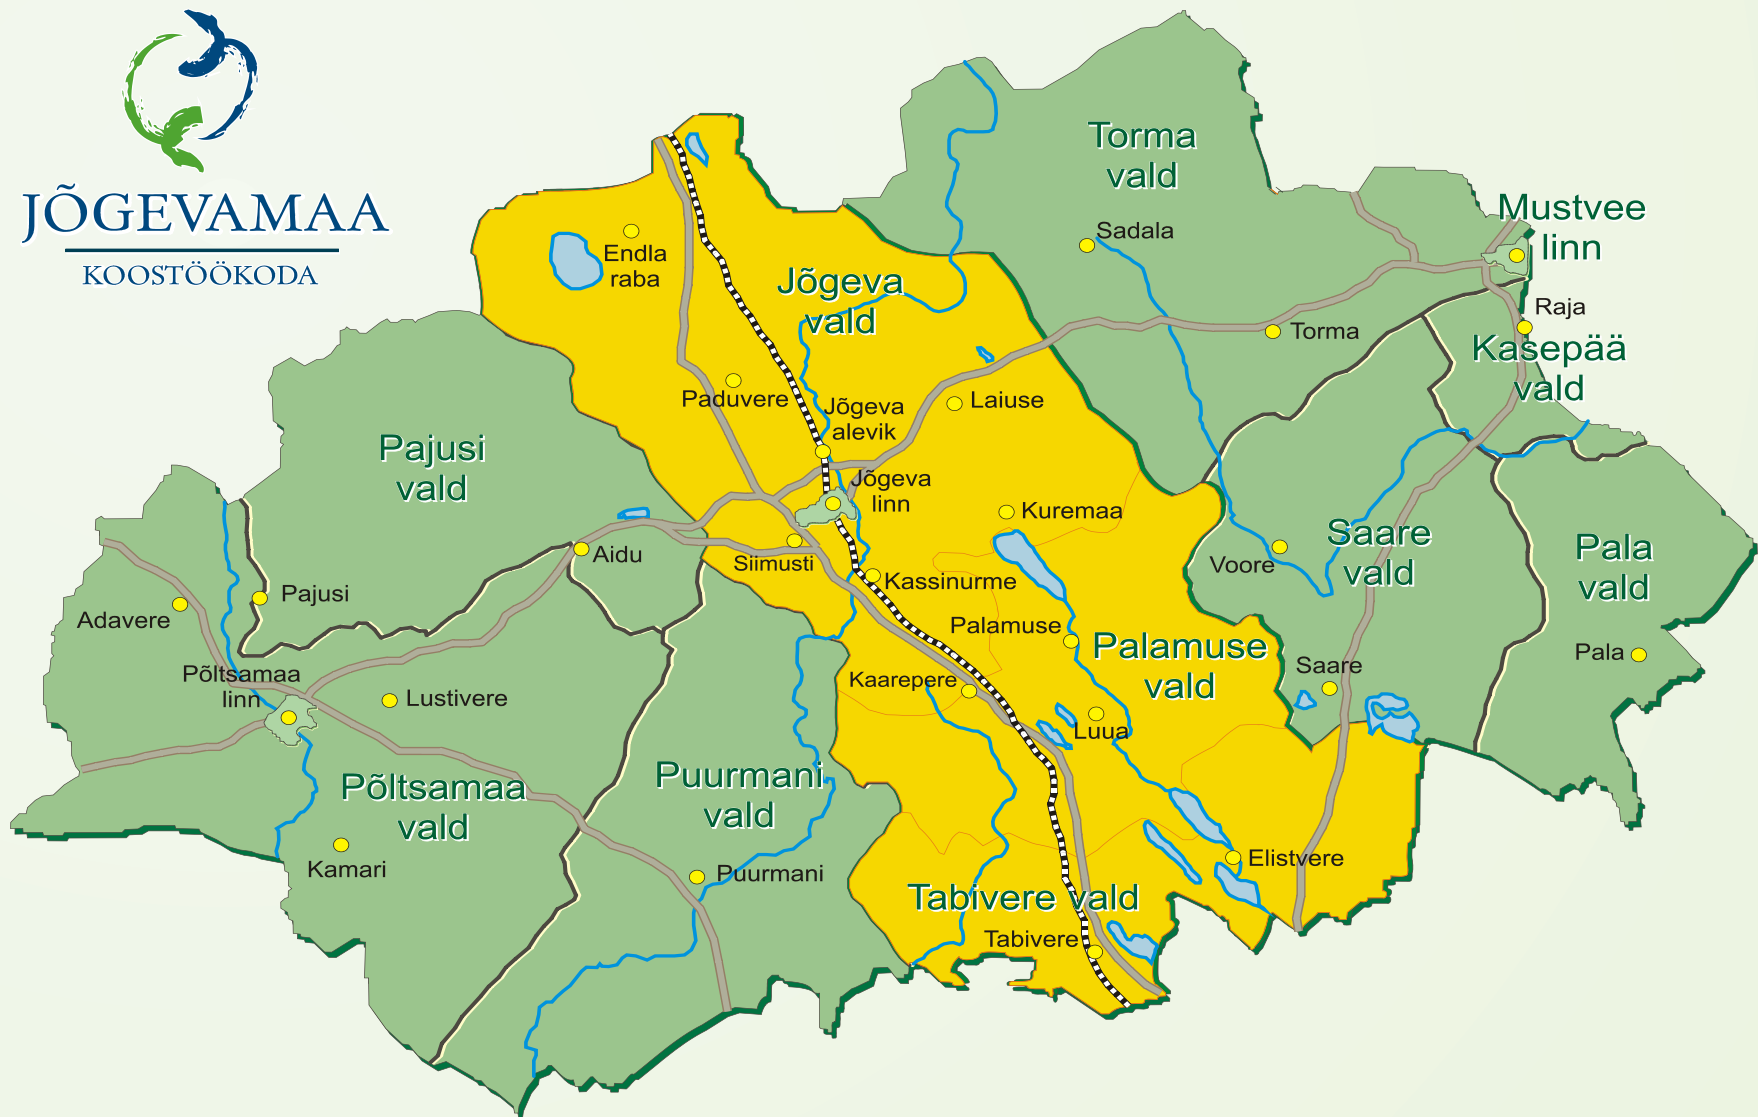 JÕGEVAMAA
KOOSTÖÖKODA
Torma
vald
Mustvee
linn
Sadala
Endla
raba
Jõgeva
vald
Raja
Torma
Kasepää
vald
Paduvere
Jõgeva
alevik
Laiuse
Pajusi
vald
Jõgeva
linn
Kuremaa
Saare
vald
Pala
vald
Aidu
Siimusti
Voore
Kassinurme
Pajusi
Adavere
Palamuse
Palamuse
vald
Pala
Saare
Põltsamaa
linn
Lustivere
Kaarepere
Luua
Põltsamaa
vald
Puurmani
vald
Elistvere
Kamari
Puurmani
Tabivere vald
Tabivere